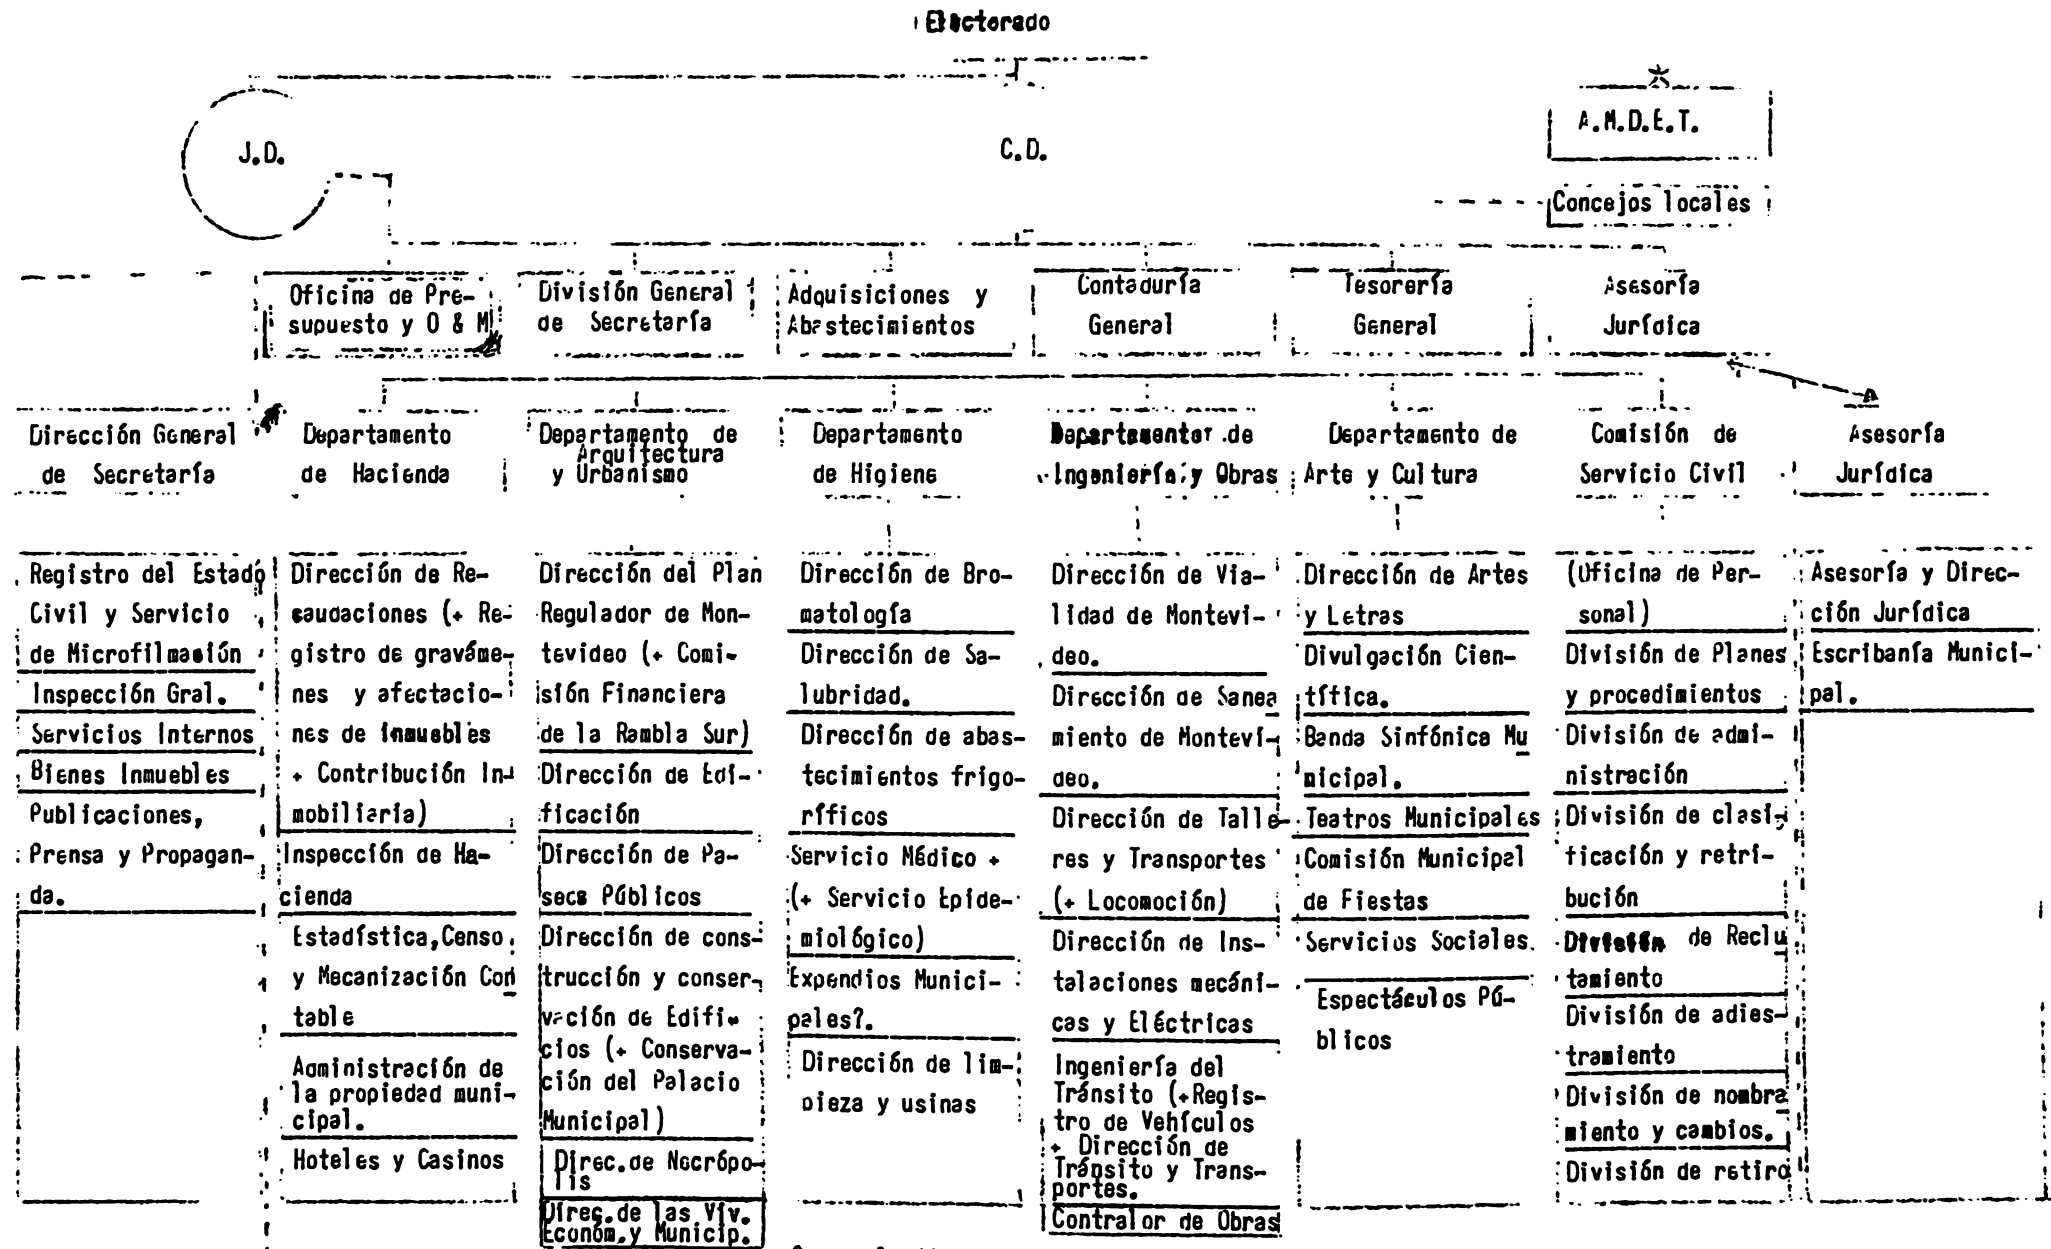 Electorado
J.D.
C.D.
A.M.D.E.T.
Concejos locales
Oficina de Pre-
supuesto y O & M
División General
de Secretaría
Adquisiciones y
Abastecimientos
Contaduría
General
Tesorería
General
Asesoría
Jurídica
Dirección General
de Secretaría
Departamento
de Hacienda
Departamento de
Arquitectura
y Urbanismo
Departamento
de Higiene
Departamento de
Ingeniería y Obras
Departamento de
Arte y Cultura
Comisión de
Servicio Civil
Asesoría
Jurídica
Registro del Estado
Civil y Servicio
de Microfilmación
Inspección Gral.
Servicios Internos
Bienes Inmuebles
Publicaciones,
Prensa y Propagan-
da.
Dirección de Re-
caudaciones (+ Re-
gistro de graváme-
nes y afectacio-
nes de inmuebles
+ Contribución In-
mobiliaria)
Inspección de Ha-
cienda
Estadística,Censo
y Mecanización Con
table
Administración de
la propiedad muni-
cipal.
Hoteles y Casinos
Dirección del Plan
Regulador de Mon-
tevideo (+ Comi-
sión Financiera
de la Rambla Sur)
Dirección de Edi-
ficación
Dirección de Pa-
seos Públicos
Dirección de cons-
trucción y conser-
vación de Edifi-
cios (+ Conserva-
ción del Palacio
Municipal)
Direc.de Necrópo-
lis
Direc.de las Viv.
Económ.y Municip.
Dirección de Bro-
matología
Dirección de Sa-
lubridad.
Dirección de abas-
tecimientos frigo-
ríficos
Servicio Médico +
(+ Servicio Epide-
miológico)
Expendios Munici-
pales?.
Dirección de lim-
pieza y usinas
Dirección de Via-
lidad de Montevi-
deo.
Dirección de Sanea
miento de Montevi-
deo.
Dirección de Talle-
res y Transportes
(+ Locomoción)
Dirección de Ins-
talaciones mecáni-
cas y Eléctricas
Ingeniería del
Tránsito (+Regis-
tro de Vehículos
+ Dirección de
Tránsito y Trans-
portes.
Contralor de Obras
Dirección de Artes
y Letras
Divulgación Cien-
tífica.
Banda Sinfónica Mu
nicipal.
Teatros Municipales
Comisión Municipal
de Fiestas
Servicios Sociales.
Espectáculos Pú-
blicos
(Oficina de Per-
sonal)
División de Planes
y procedimientos
División de admi-
nistración
División de clasi-
ficación y retri-
bución
División de Reclu
tamiento
División de adies-
tramiento
División de nombra
miento y cambios.
División de retiro
Asesoría y Direc-
ción Jurídica
Escribanía Munici-
pal.